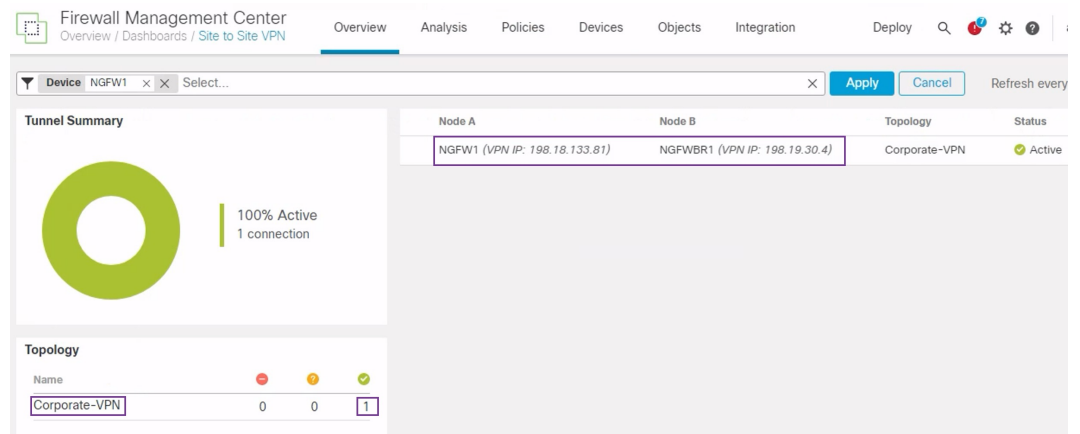 Firewall Management Center
Overview / Dashboards / Site to Site VPN
Overview Analysis Policies Devices Objects Integration Deploy 7
Device NGFW1 Select... Apply Cancel Refresh every
Tunnel Summary
100% Active
1 connection
Node A Node B Topology Status
NGFW1 (VPN IP: 198.18.133.81) NGFWBR1 (VPN IP: 198.19.30.4) Corporate-VPN Active
Topology
Name
Corporate-VPN 0 0 1